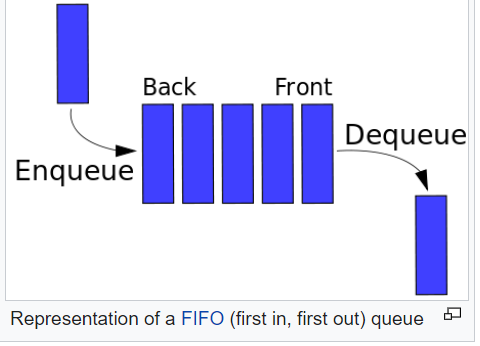 Back Front
Dequeue
Enqueue
Representation of a FIFO (first in, first out) queue